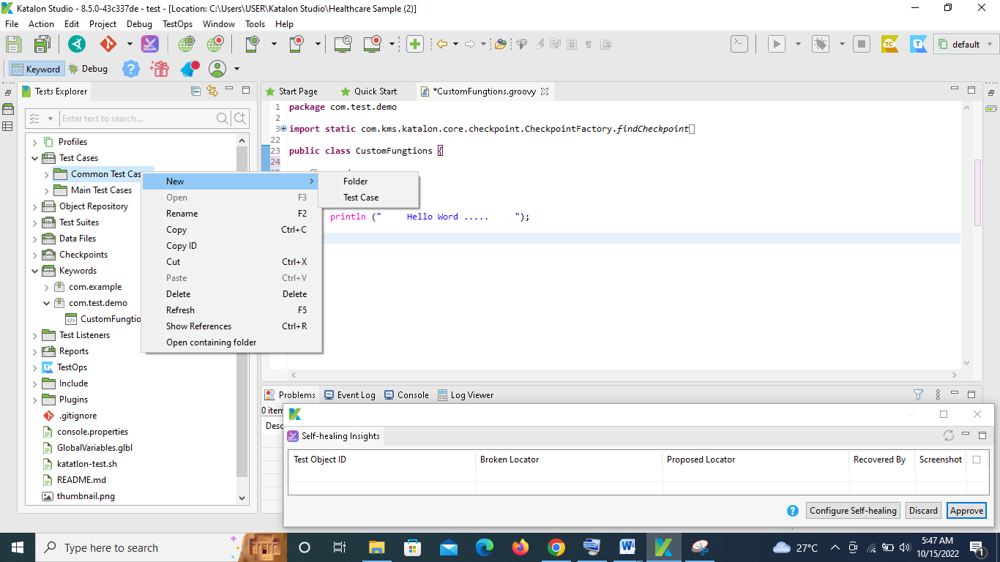 Katalon Studio - 8.5.0-43c337de - test - [Location: C:\Users\USER\Katalon Studio\Healthcare Sample (2)]
File Action Edit Project Debug TestOps Window Tools Help
default
Keyword Debug
Tests Explorer
Enter text to search...
Profiles
Test Cases
Common Test Cas
Main Test Cases
Object Repository
Test Suites
Data Files
Checkpoints
Keywords
com.example
com.test.demo
CustomFungtio
Test Listeners
Reports
TestOps
Include
Plugins
.gitignore
console.properties
GlobalVariables.glbl
katatlon-test.sh
README.md
thumbnail.png
New
Open F3
Rename F2
Copy Ctrl+C
Copy ID
Cut Ctrl+X
Paste Ctrl+V
Delete Delete
Refresh F5
Show References Ctrl+R
Open containing folder
Folder
Test Case
Start Page Quick Start *CustomFungtions.groovy
1 package com.test.demo
2
3 import static com.kms.katalon.core.checkpoint.CheckpointFactory.findCheckpoint
22
23 public class CustomFungtions {
24
println ("     Hello Word .....     ");
Problems Event Log Console Log Viewer
0 item
Desc
Self-healing Insights
Test Object ID Broken Locator Proposed Locator Recovered By Screenshot
Configure Self-healing Discard Approve
Type here to search
27°C
5:47 AM
10/15/2022
1